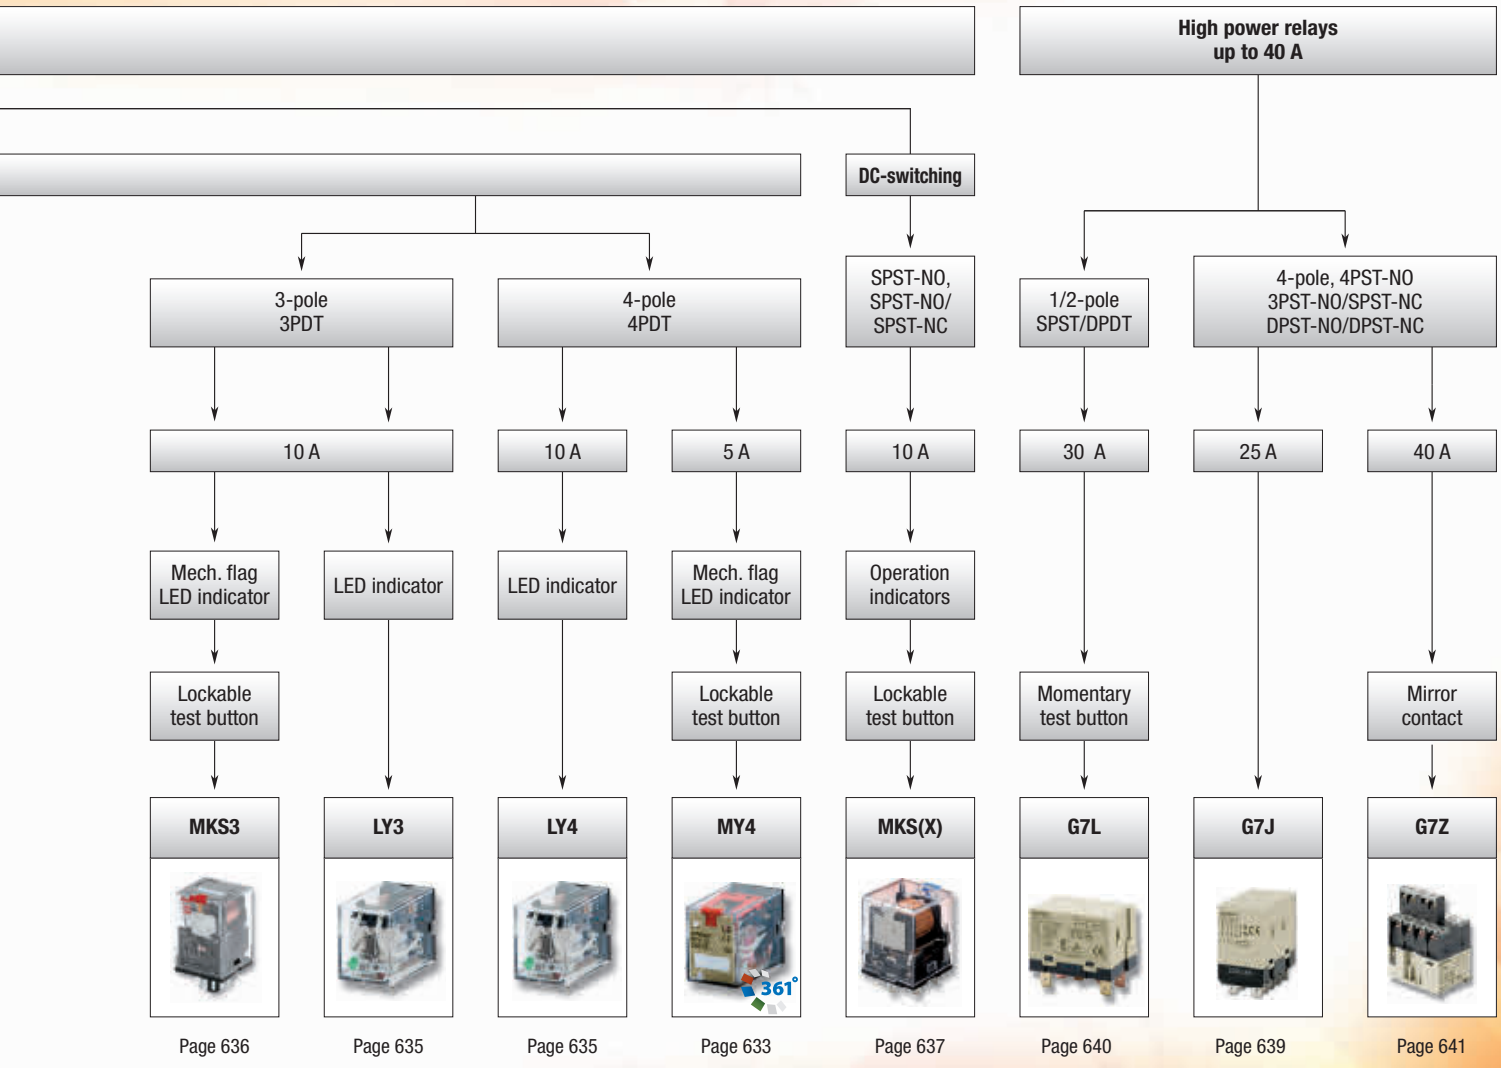 High power relays
up to 40 A
DC-switching
3-pole
3PDT
4-pole
4PDT
SPST-NO,
SPST-NO/
SPST-NC
1/2-pole
SPST/DPDT
4-pole, 4PST-NO
3PST-NO/SPST-NC
DPST-NO/DPST-NC
10 A
10 A
5 A
10 A
30 A
25 A
40 A
Mech. flag
LED indicator
LED indicator
LED indicator
Mech. flag
LED indicator
Operation
indicators
Lockable
test button
Lockable
test button
Lockable
test button
Momentary
test button
Mirror
contact
MKS3
LY3
LY4
MY4
MKS(X)
G7L
G7J
G7Z
361°
Page 636
Page 635
Page 635
Page 633
Page 637
Page 640
Page 639
Page 641